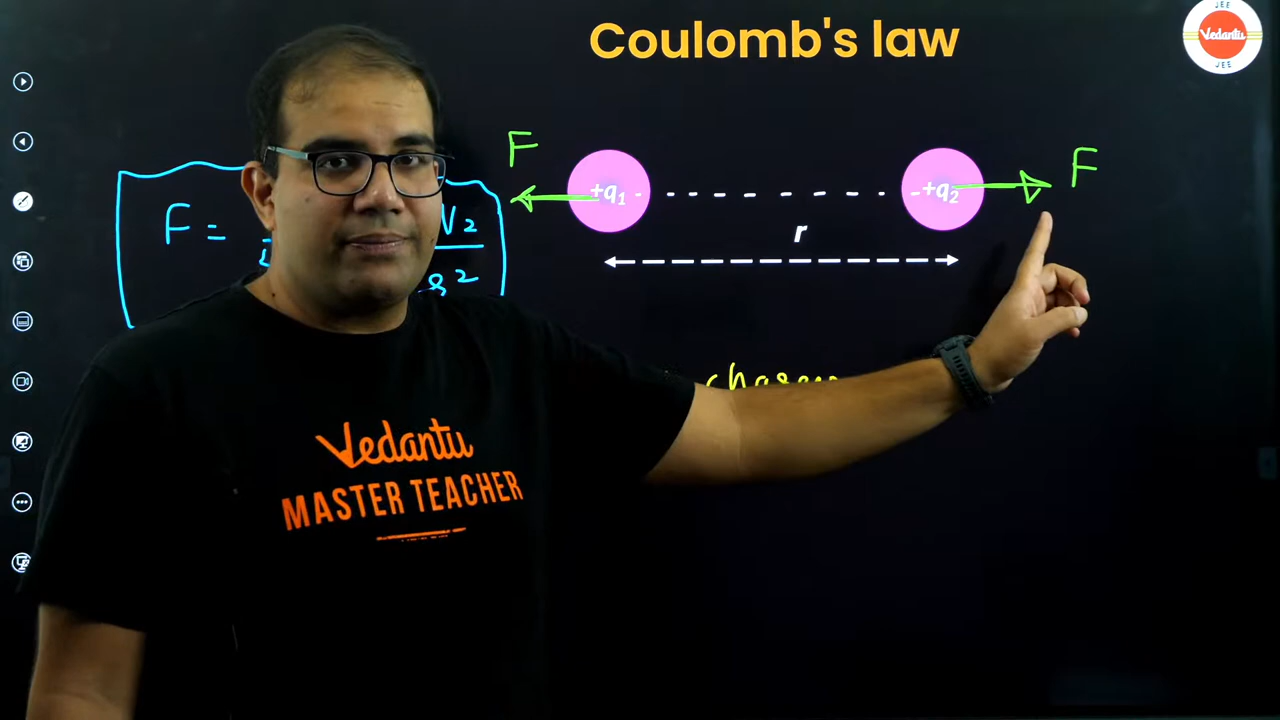 Coulomb's law
JEE
Vedantu
JEE
F
+q₁
+q₂
F
r
F =
Vedantu
MASTER TEACHER